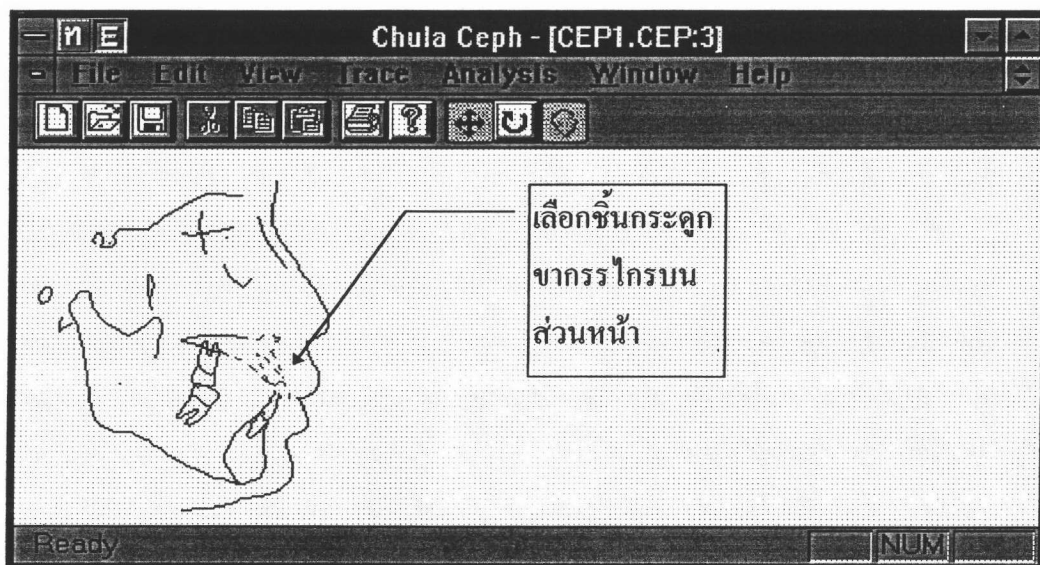 ก E Chula Ceph - [CEP1.CEP:3]
File Edit View Trace Analysis Window Help
เลือกชิ้นกระดูก
ขากรรไกรบน
ส่วนหน้า
Ready NUM